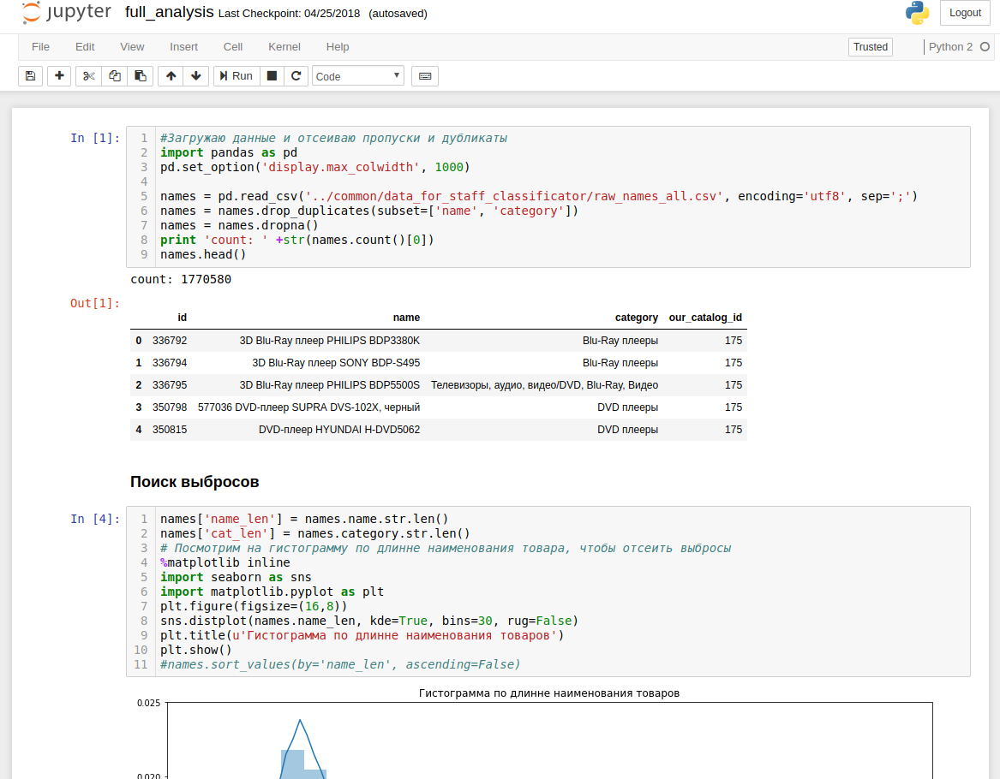 jupyter full_analysis Last Checkpoint: 04/25/2018 (autosaved)
Logout
File Edit View Insert Cell Kernel Help
Trusted Python 2
Run Code
In [1]:
1 #Загружаю данные и отсеиваю пропуски и дубликаты
2 import pandas as pd
3 pd.set_option('display.max_colwidth', 1000)
4
5 names = pd.read_csv('../common/data_for_staff_classificator/raw_names_all.csv', encoding='utf8', sep=';')
6 names = names.drop_duplicates(subset=['name', 'category'])
7 names = names.dropna()
8 print 'count: ' +str(names.count()[0])
9 names.head()
count: 1770580
Out[1]:
id name category our_catalog_id
0 336792 3D Blu-Ray плеер PHILIPS BDP3380K Blu-Ray плееры 175
1 336794 3D Blu-Ray плеер SONY BDP-S495 Blu-Ray плееры 175
2 336795 3D Blu-Ray плеер PHILIPS BDP5500S Телевизоры, аудио, видео/DVD, Blu-Ray, Видео 175
3 350798 577036 DVD-плеер SUPRA DVS-102X, черный DVD плееры 175
4 350815 DVD-плеер HYUNDAI H-DVD5062 DVD плееры 175
Поиск выбросов
In [4]:
1 names['name_len'] = names.name.str.len()
2 names['cat_len'] = names.category.str.len()
3 # Посмотрим на гистограмму по длинне наименования товара, чтобы отсеить выбросы
4 %matplotlib inline
5 import seaborn as sns
6 import matplotlib.pyplot as plt
7 plt.figure(figsize=(16,8))
8 sns.distplot(names.name_len, kde=True, bins=30, rug=False)
9 plt.title(u'Гистограмма по длинне наименования товаров')
10 plt.show()
11 #names.sort_values(by='name_len', ascending=False)
Гистограмма по длинне наименования товаров
0.025
0.020